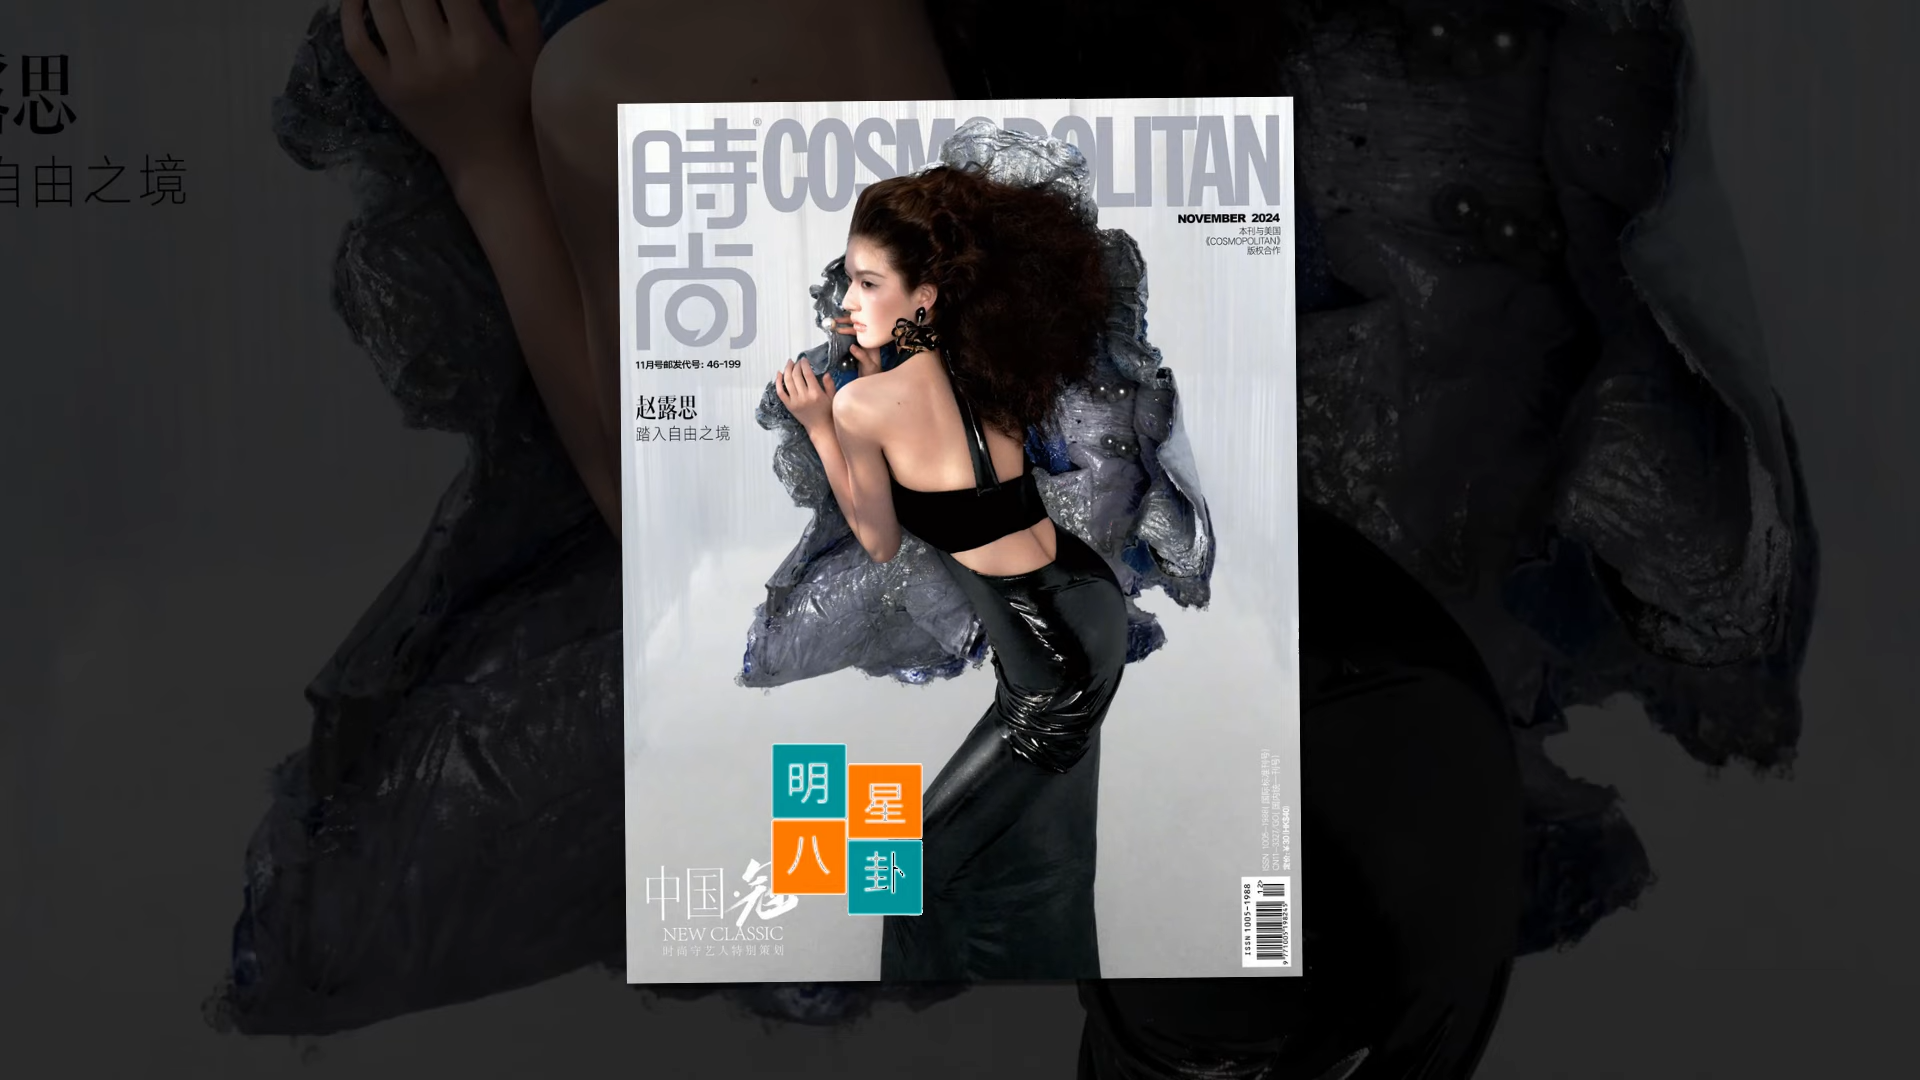 露思
自由之境
時尚
®
COSMOPOLITAN
NOVEMBER 2024
本刊与美国
《COSMOPOLITAN》
版权合作
11月号邮发代号：46-199
赵露思
踏入自由之境
明星
八卦
中国·
NEW CLASSIC
时尚守艺人特别策划
ISSN 1005-1988